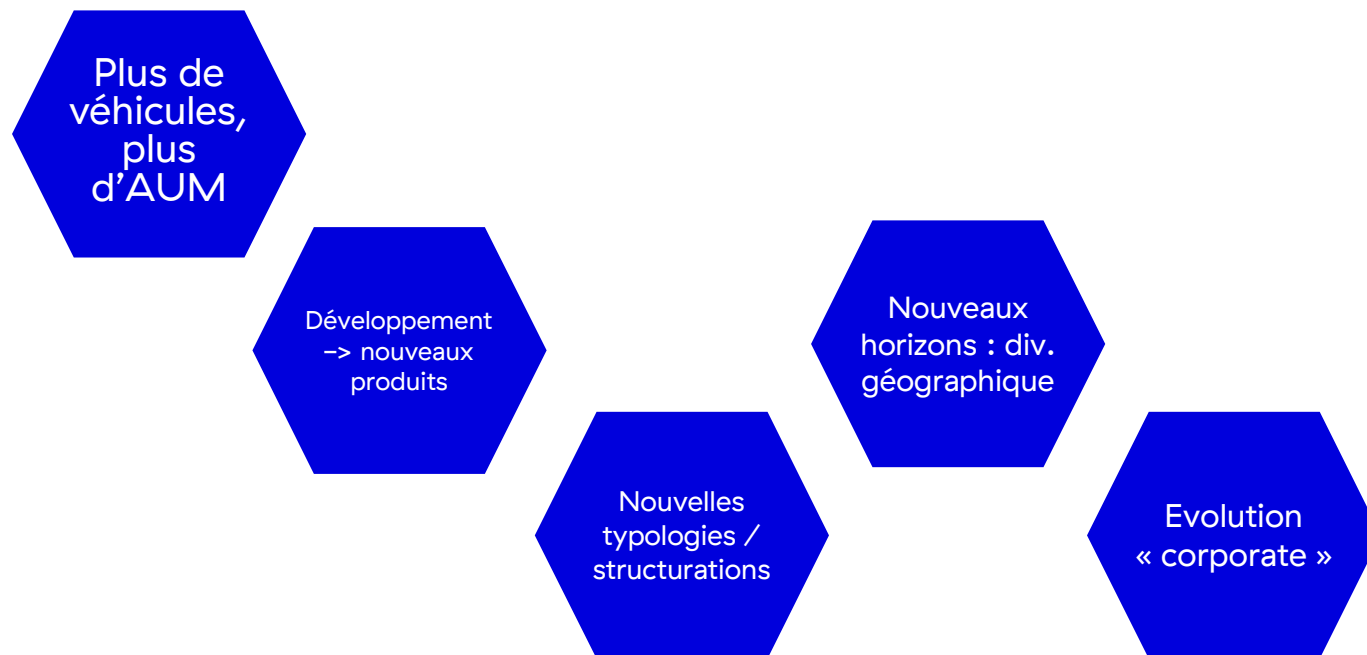 Plus de
véhicules,
plus
d’AUM
Développement
–> nouveaux
produits
Nouvelles
typologies /
structurations
Nouveaux
horizons : div.
géographique
Evolution
« corporate »